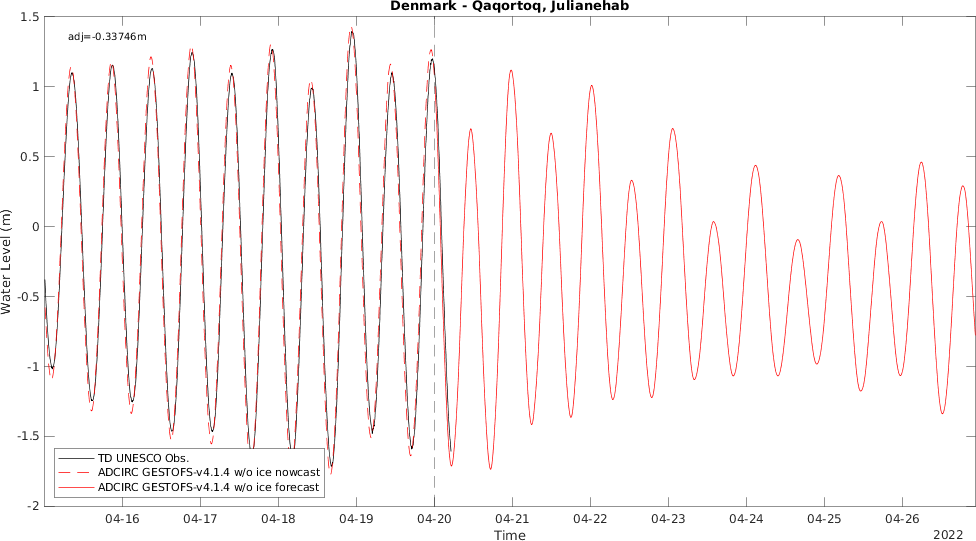 Denmark - Qaqortoq, Julianehab
adj=-0.33746m
1.5
1
0.5
0
-0.5
-1
-1.5
-2
Water Level (m)
TD UNESCO Obs.
ADCIRC GESTOFS-v4.1.4 w/o ice nowcast
ADCIRC GESTOFS-v4.1.4 w/o ice forecast
04-16 04-17 04-18 04-19 04-20 04-21 04-22 04-23 04-24 04-25 04-26
Time
2022